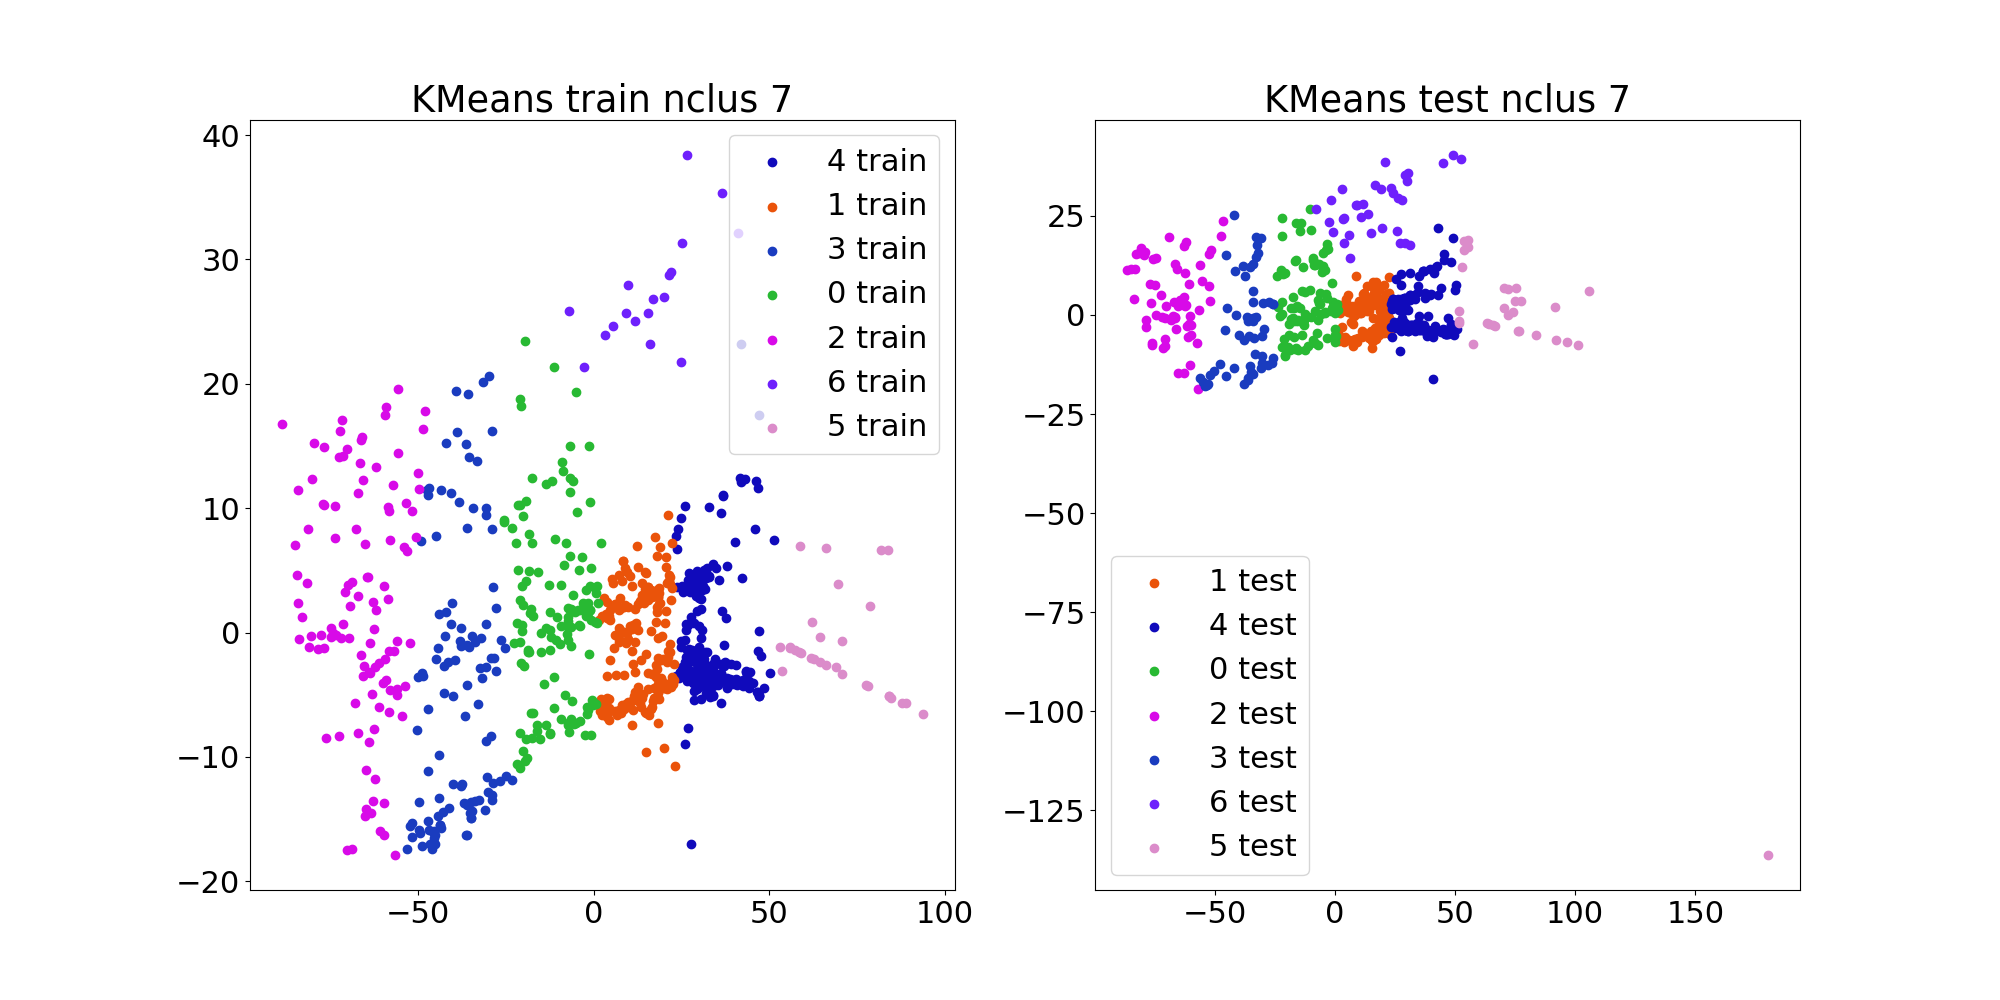 KMeans train nclus 7
40
30
20
10
0
−10
−20
−50
0
50
100
4 train
1 train
3 train
0 train
2 train
6 train
5 train
KMeans test nclus 7
25
0
−25
−50
−75
−100
−125
−50
0
50
100
150
1 test
4 test
0 test
2 test
3 test
6 test
5 test